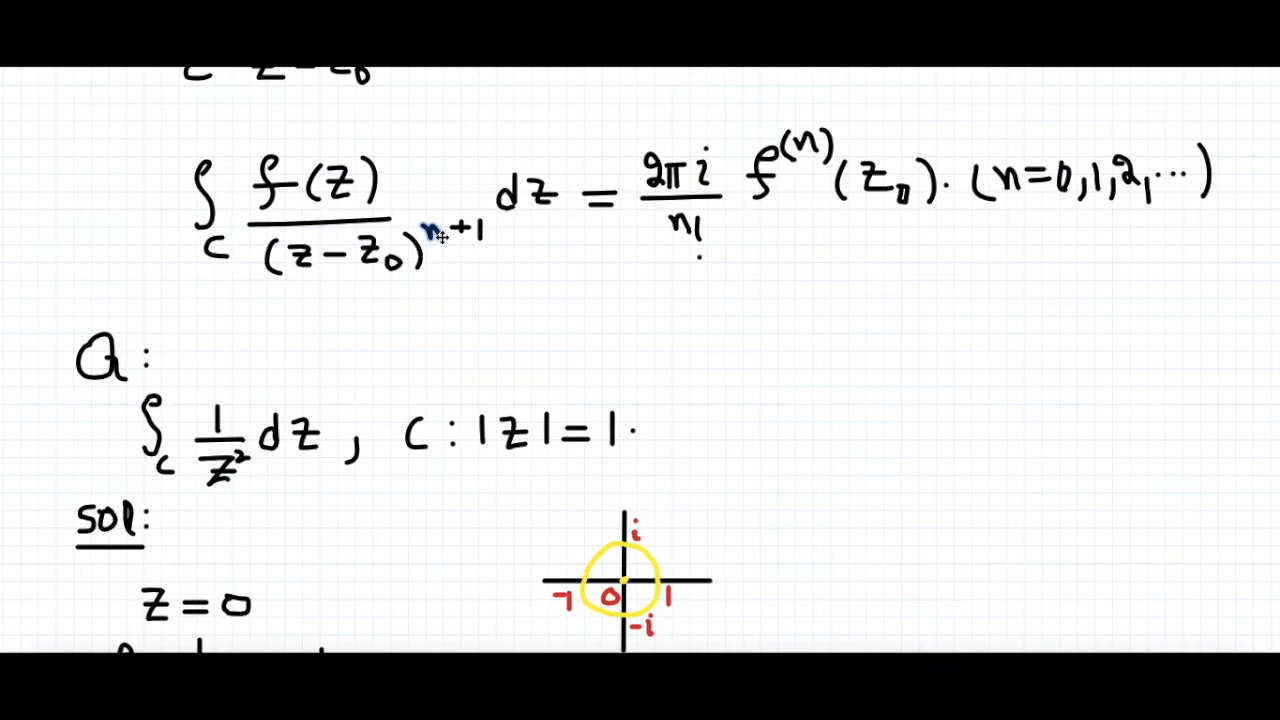 ∫_C f(z)/(z-z₀)^(n+1) dz = 2πi/n! f^(n)(z₀). (n=0,1,2,...)
Q:
∫_C 1/z² dz, C:|z|=1.
sol:
i
-1 0 1
-i
z=0